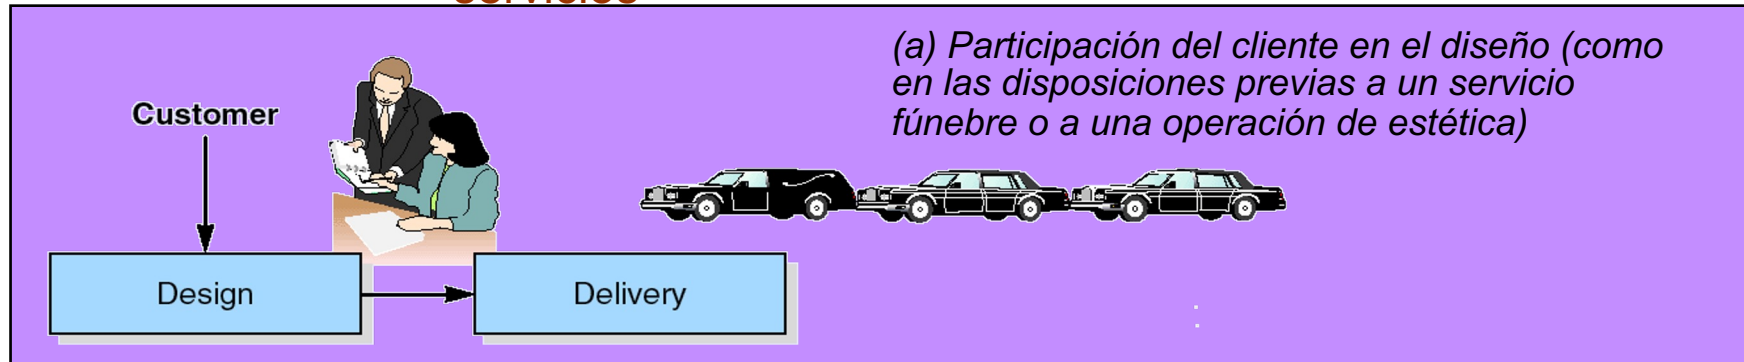 servicios
(a) Participación del cliente en el diseño (como
en las disposiciones previas a un servicio
fúnebre o a una operación de estética)
Customer
Design
Delivery